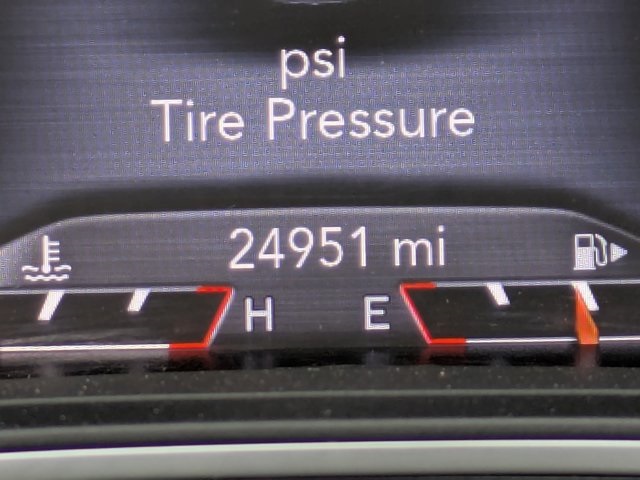 psi
Tire Pressure
24951 mi
H E